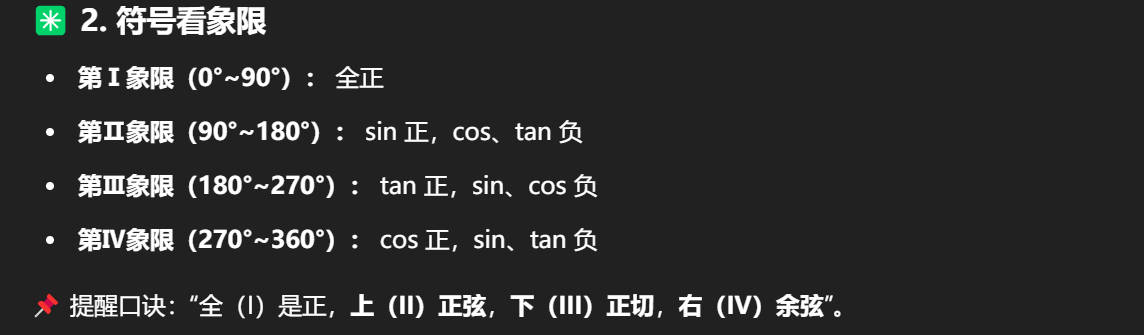 ✳️ 2. 符号看象限
• 第Ⅰ象限（0°~90°）： 全正
• 第Ⅱ象限（90°~180°）： sin 正，cos、tan 负
• 第Ⅲ象限（180°~270°）： tan 正，sin、cos 负
• 第Ⅳ象限（270°~360°）： cos 正，sin、tan 负
📌 提醒口诀：“全（I）是正，上（II）正弦，下（III）正切，右（IV）余弦”。